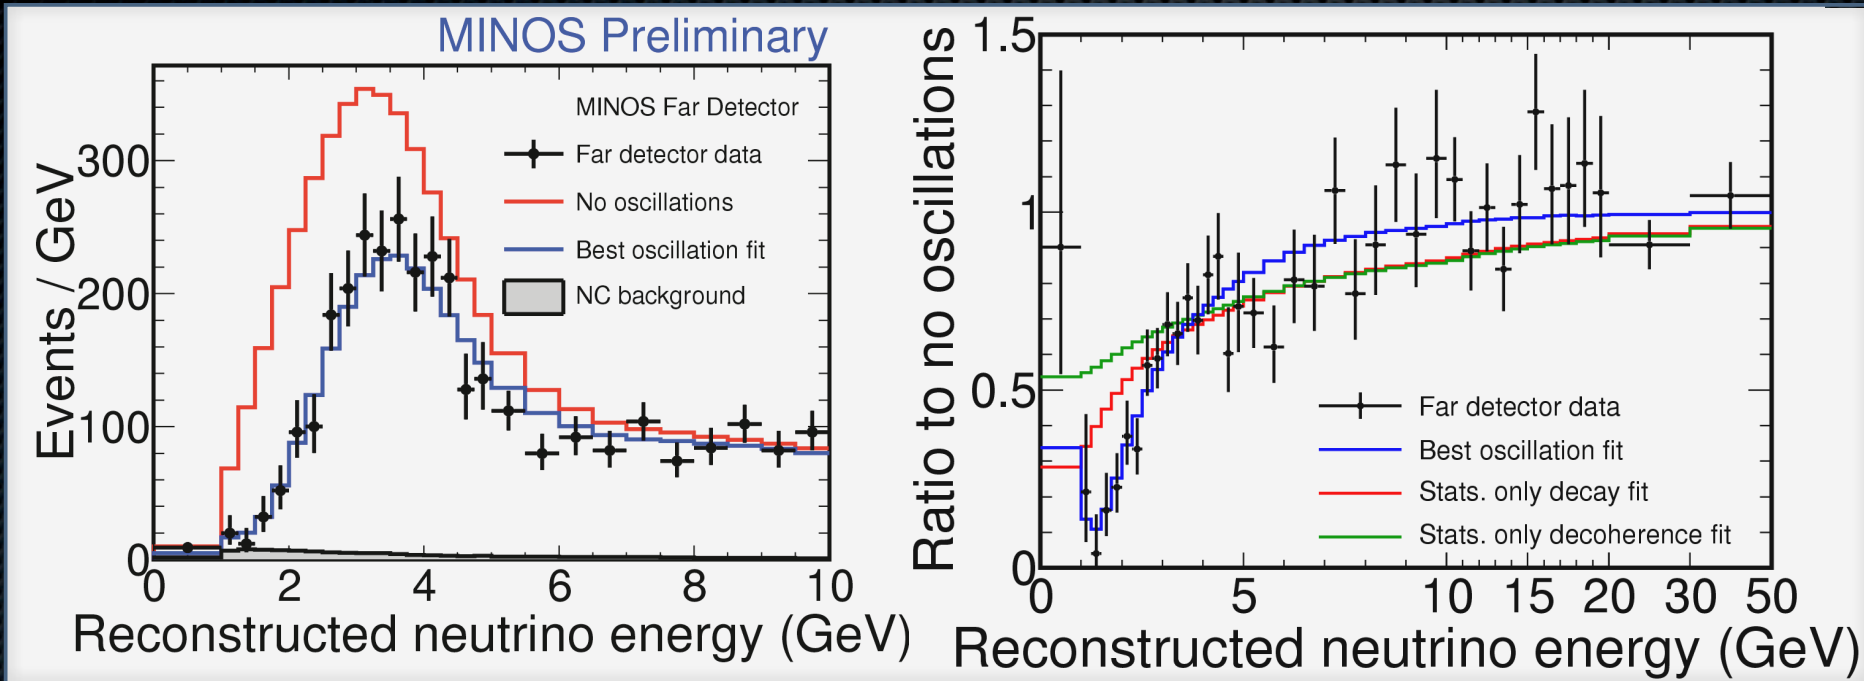 MINOS Preliminary
Events / GeV
300
200
100
0
0 2 4 6 8 10
Reconstructed neutrino energy (GeV)
MINOS Far Detector
Far detector data
No oscillations
Best oscillation fit
NC background
Ratio to no oscillations
1.5
1
0.5
0
0 5 10 15 20 30 50
Reconstructed neutrino energy (GeV)
Far detector data
Best oscillation fit
Stats. only decay fit
Stats. only decoherence fit